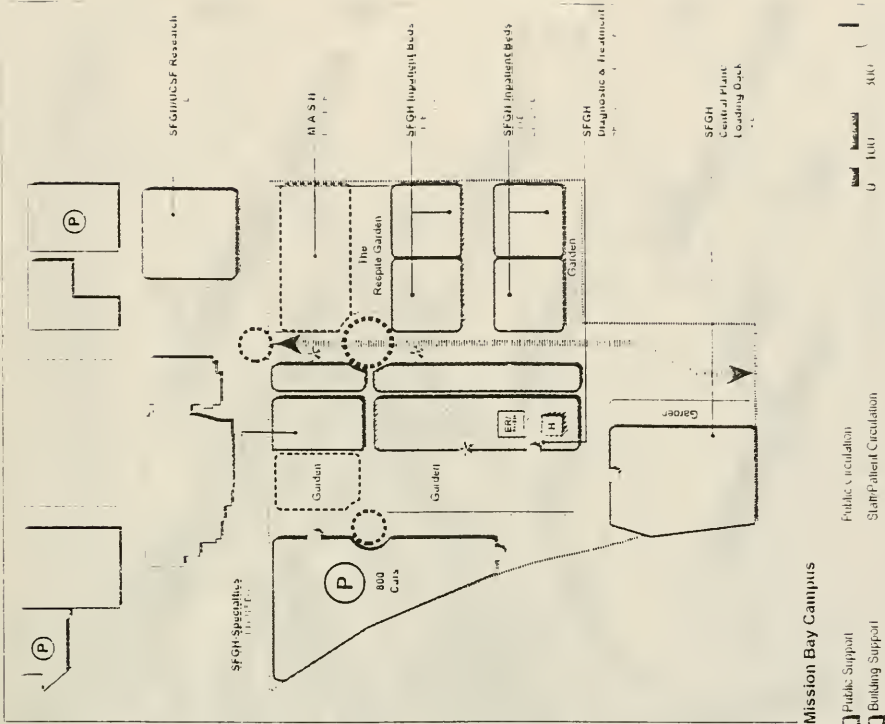 SFGH/UCSF Research
MASH
SFGH Inpatient Beds
SFGH Inpatient Beds
SFGH
Diagnostic & Treatment
SFGH
Central Plant
Loading Dock
P
The
Respite Garden
Garden
ER/
H
Garden
Garden
Garden
P
800
Cars
P
SFGH Specialties
Mission Bay Campus
Public Support
Building Support
Public Circulation
Staff/Patient Circulation
0 100 300